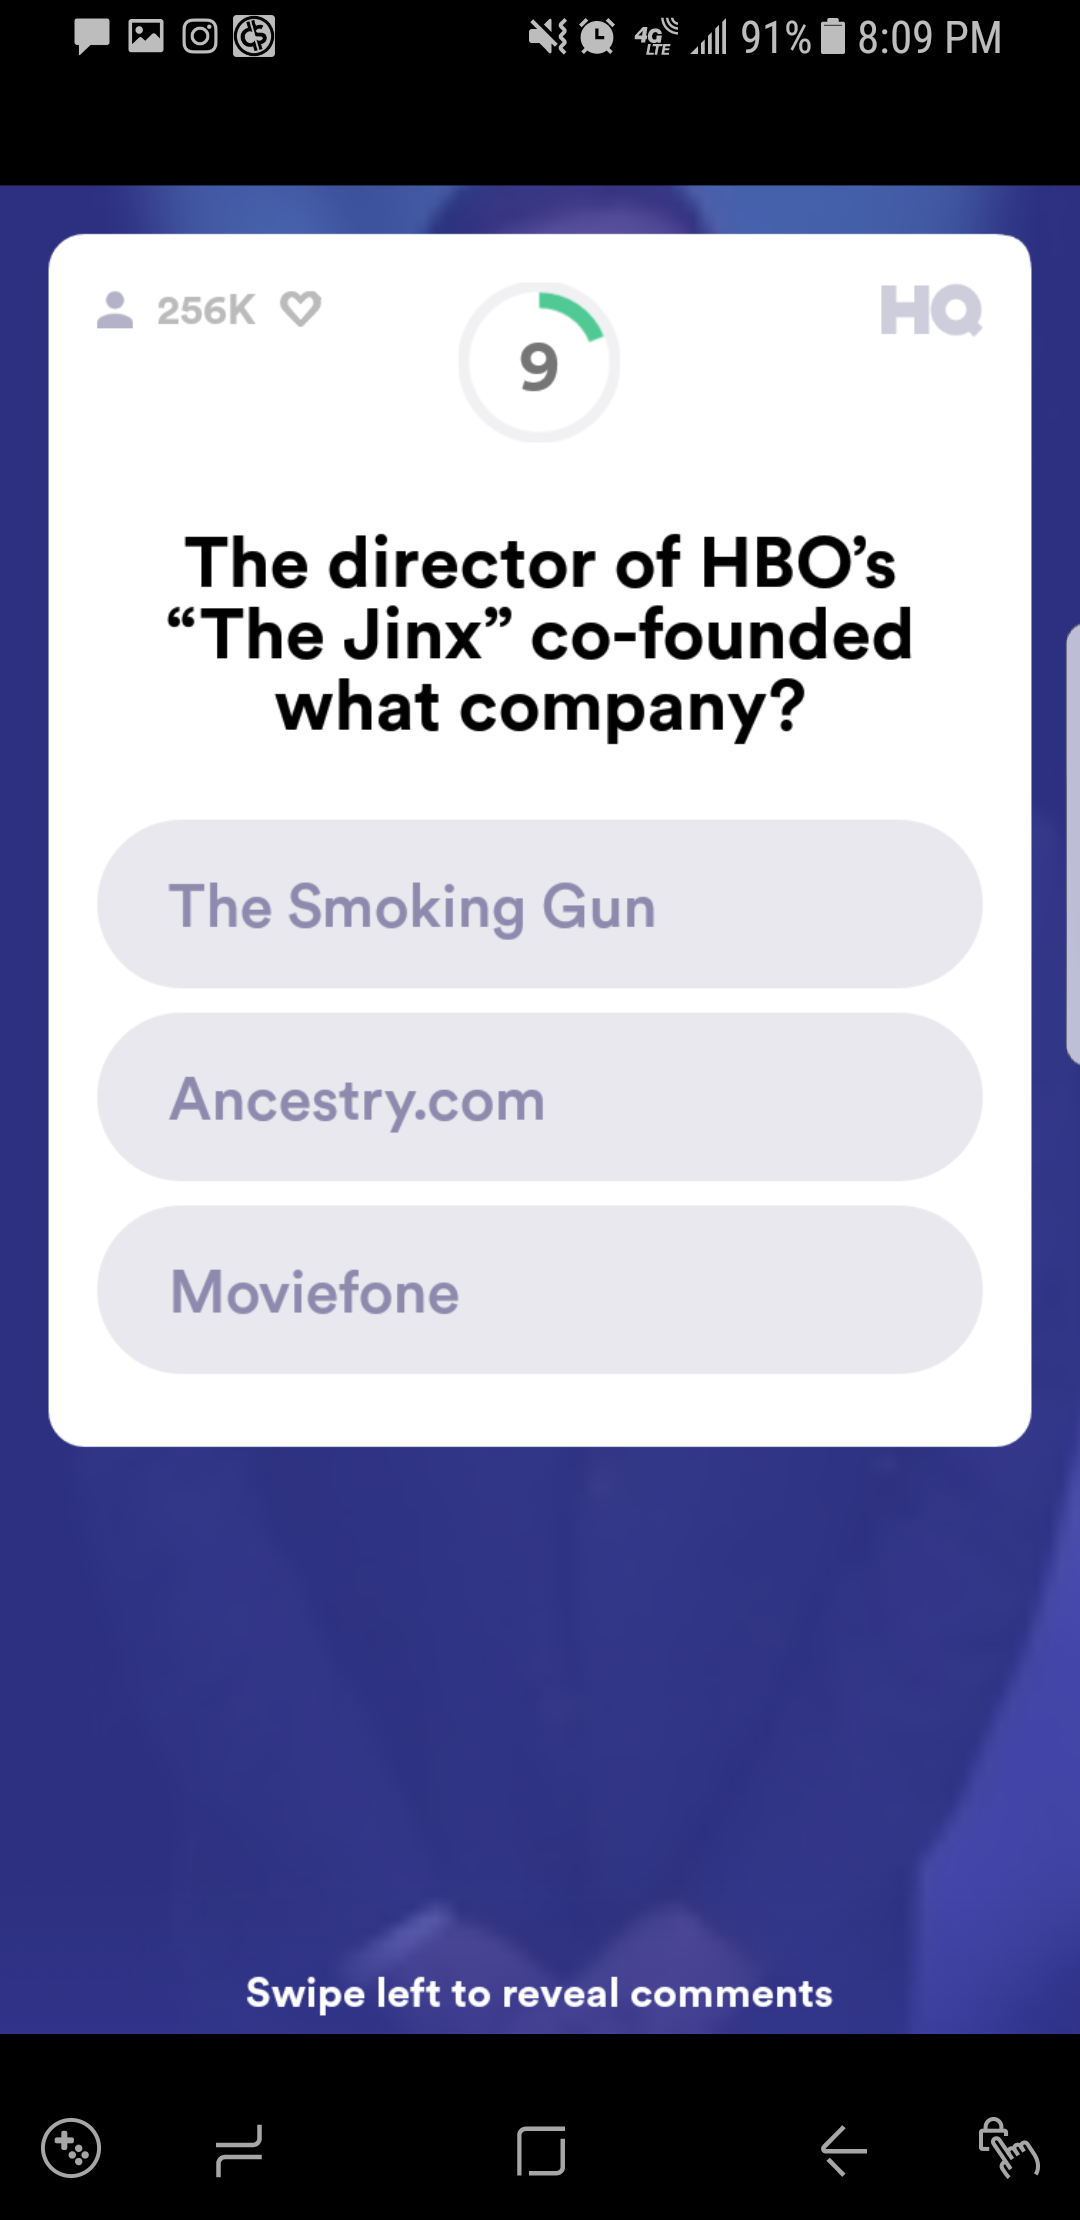 4G LTE 91% 8:09 PM
256K 9 HQ
The director of HBO’s
“The Jinx” co-founded
what company?
The Smoking Gun
Ancestry.com
Moviefone
Swipe left to reveal comments